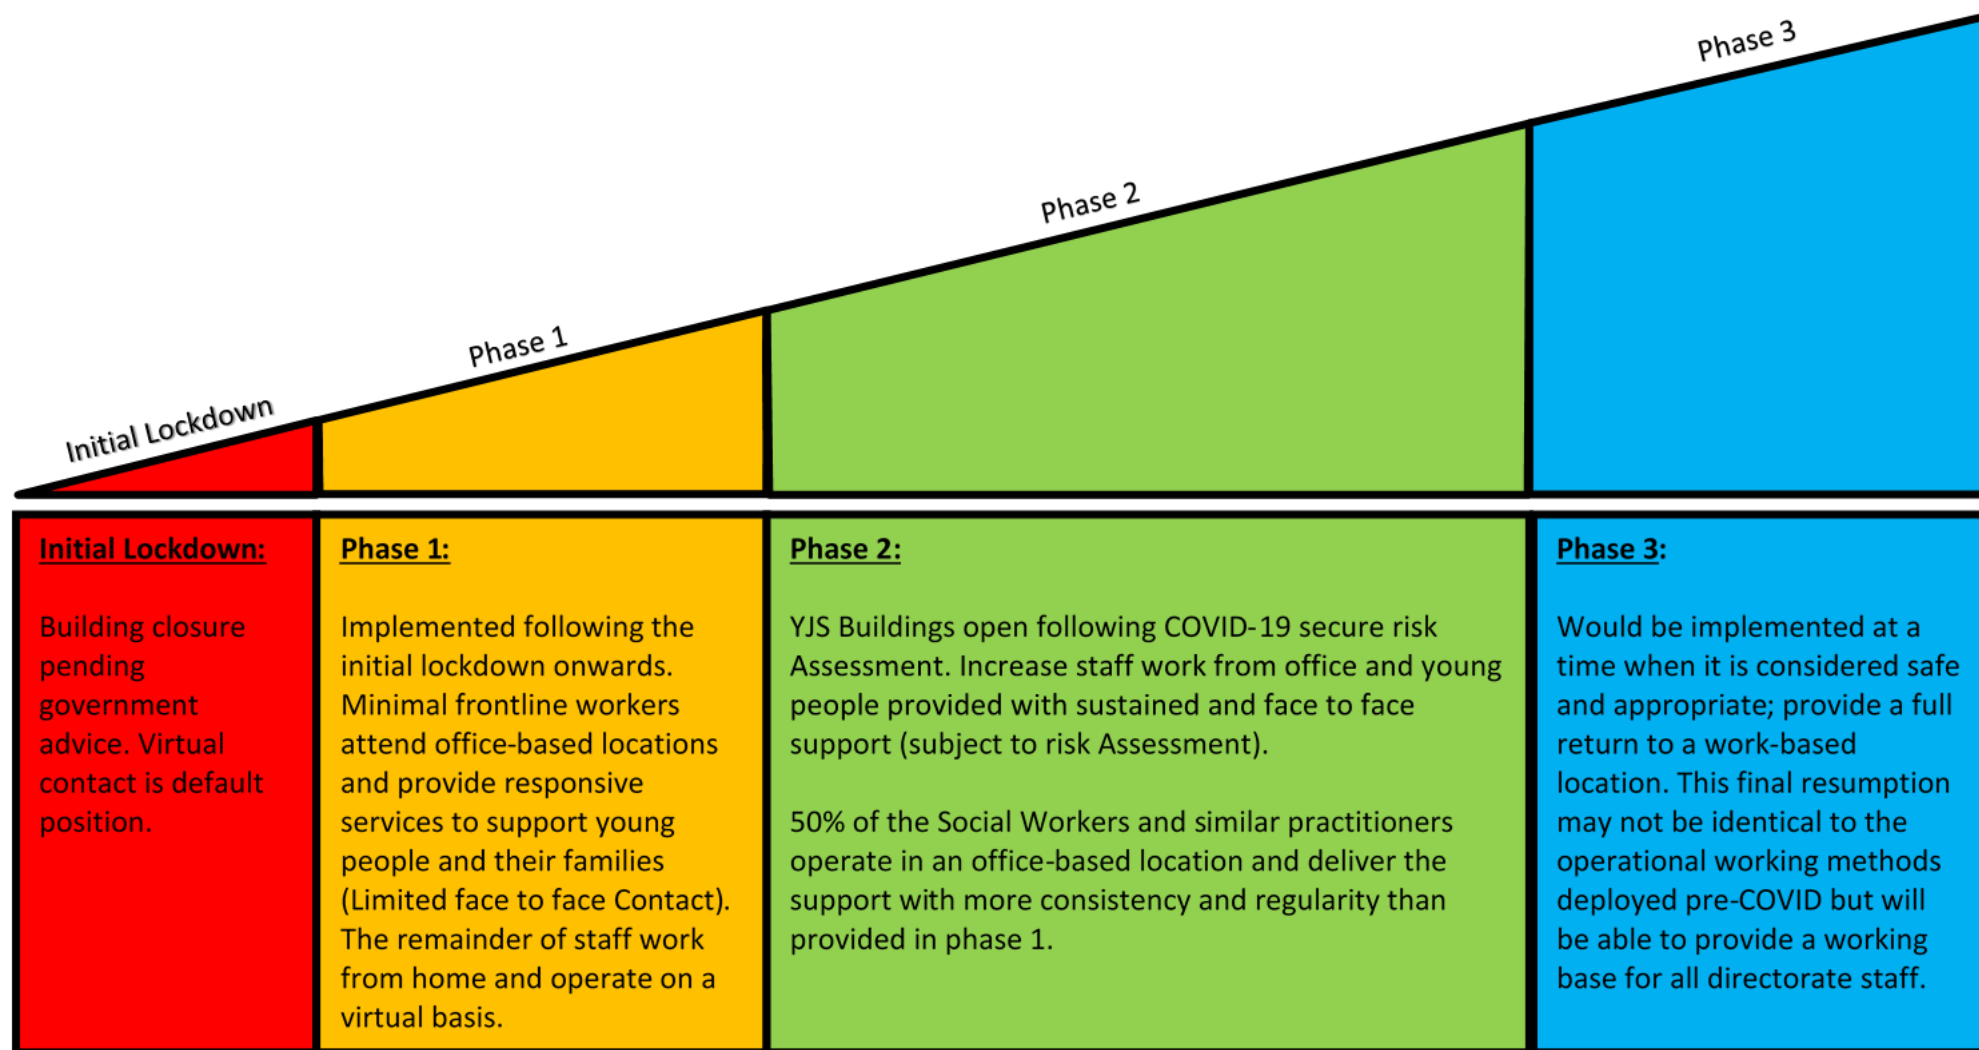 Phase 3
Phase 2
Phase 1
Initial Lockdown
Initial Lockdown:
Building closure
pending
government
advice. Virtual
contact is default
position.
Phase 1:
Implemented following the
initial lockdown onwards.
Minimal frontline workers
attend office-based locations
and provide responsive
services to support young
people and their families
(Limited face to face Contact).
The remainder of staff work
from home and operate on a
virtual basis.
Phase 2:
YJS Buildings open following COVID-19 secure risk
Assessment. Increase staff work from office and young
people provided with sustained and face to face
support (subject to risk Assessment).
50% of the Social Workers and similar practitioners
operate in an office-based location and deliver the
support with more consistency and regularity than
provided in phase 1.
Phase 3:
Would be implemented at a
time when it is considered safe
and appropriate; provide a full
return to a work-based
location. This final resumption
may not be identical to the
operational working methods
deployed pre-COVID but will
be able to provide a working
base for all directorate staff.